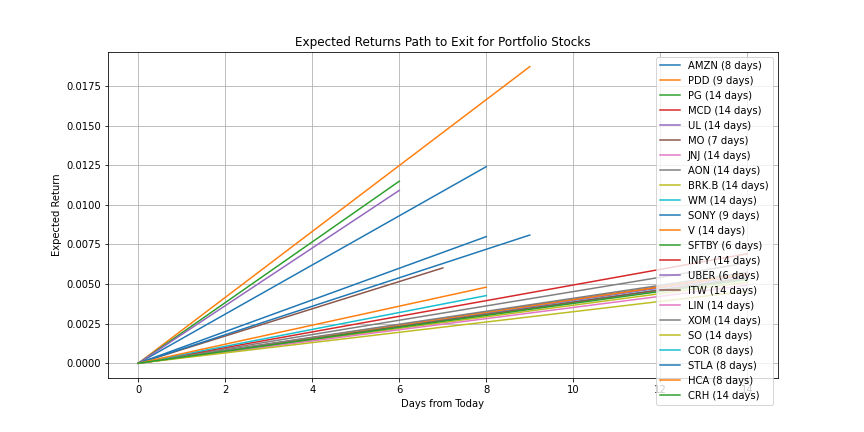 Expected Returns Path to Exit for Portfolio Stocks
Expected Return
0.0175
0.0150
0.0125
0.0100
0.0075
0.0050
0.0025
0.0000
0
2
4
6
8
10
12
14
Days from Today
AMZN (8 days)
PDD (9 days)
PG (14 days)
MCD (14 days)
UL (14 days)
MO (7 days)
JNJ (14 days)
AON (14 days)
BRK.B (14 days)
WM (14 days)
SONY (9 days)
V (14 days)
SFTBY (6 days)
INFY (14 days)
UBER (6 days)
ITW (14 days)
LIN (14 days)
XOM (14 days)
SO (14 days)
COR (8 days)
STLA (8 days)
HCA (8 days)
CRH (14 days)